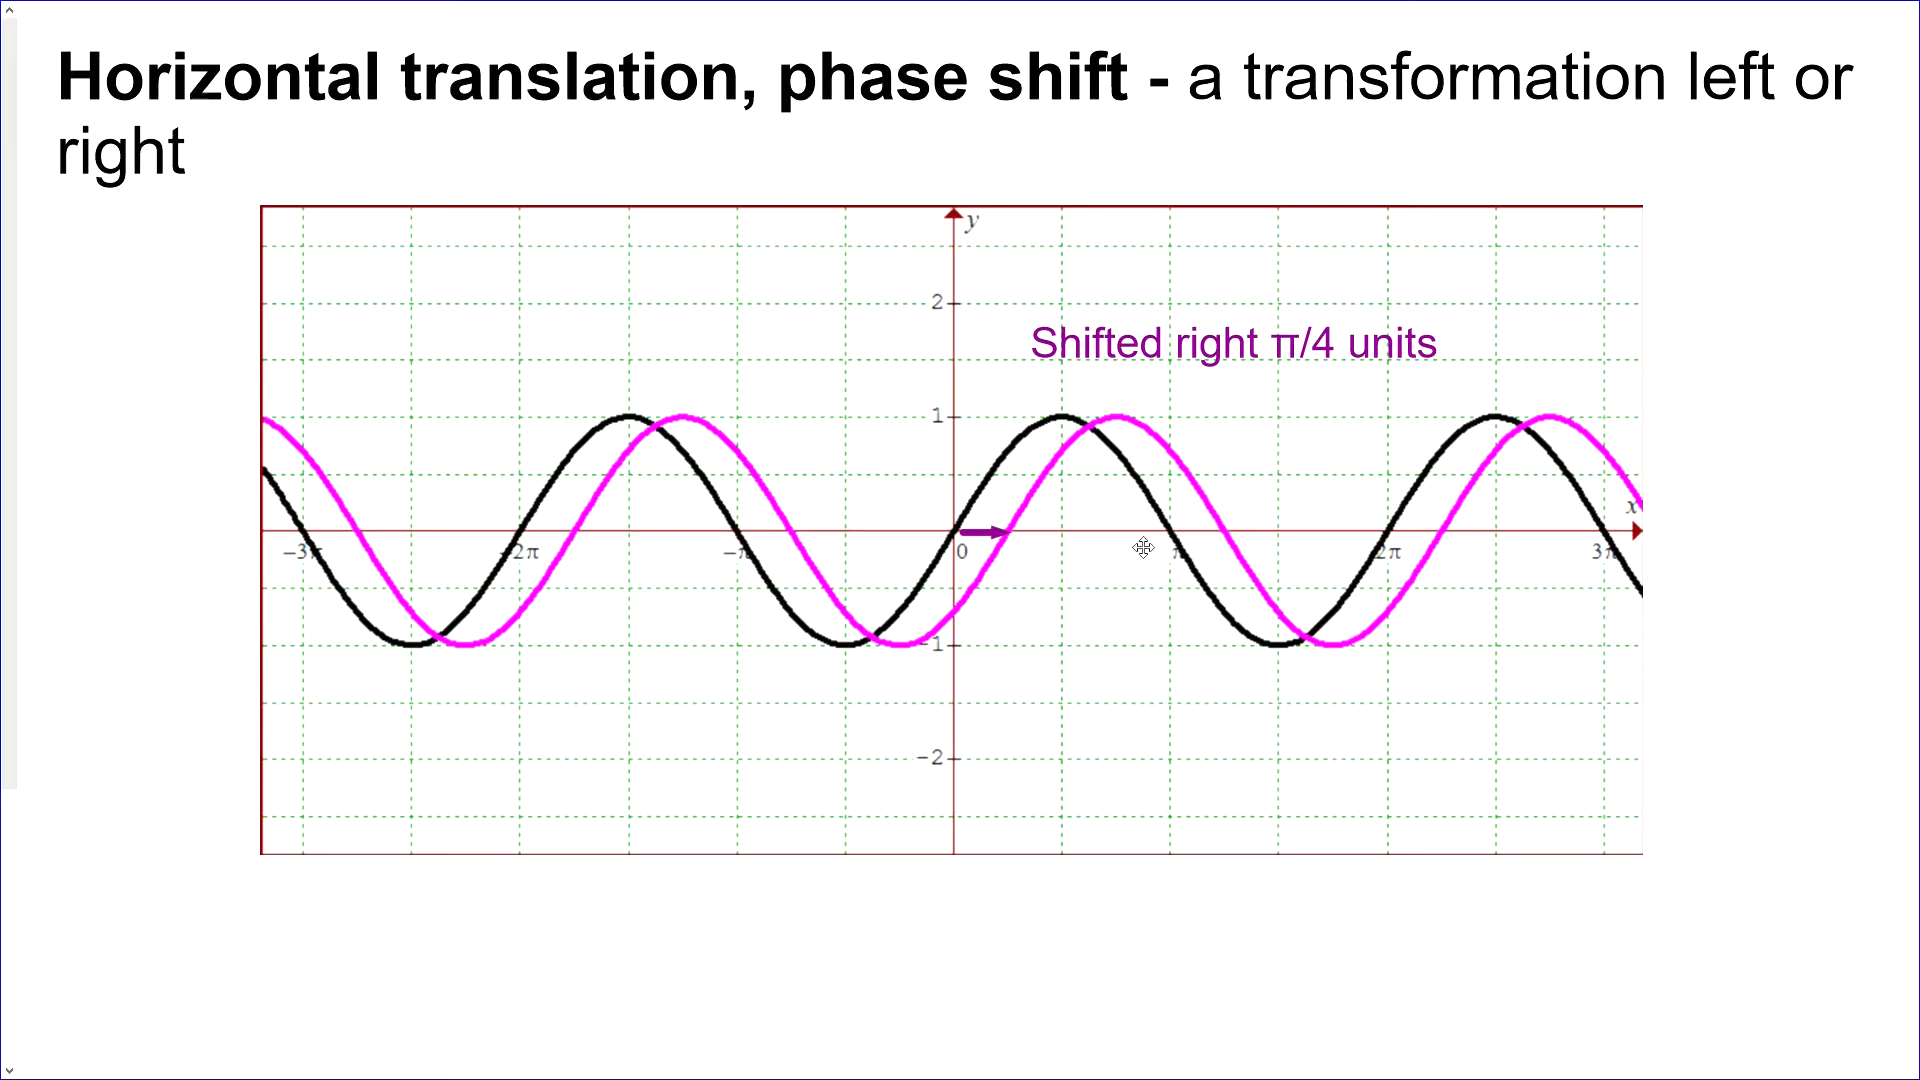 Horizontal translation, phase shift - a transformation left or
right
y
2
Shifted right π/4 units
1
x
−3π −2π −π 0 π 2π 3π
−1
−2